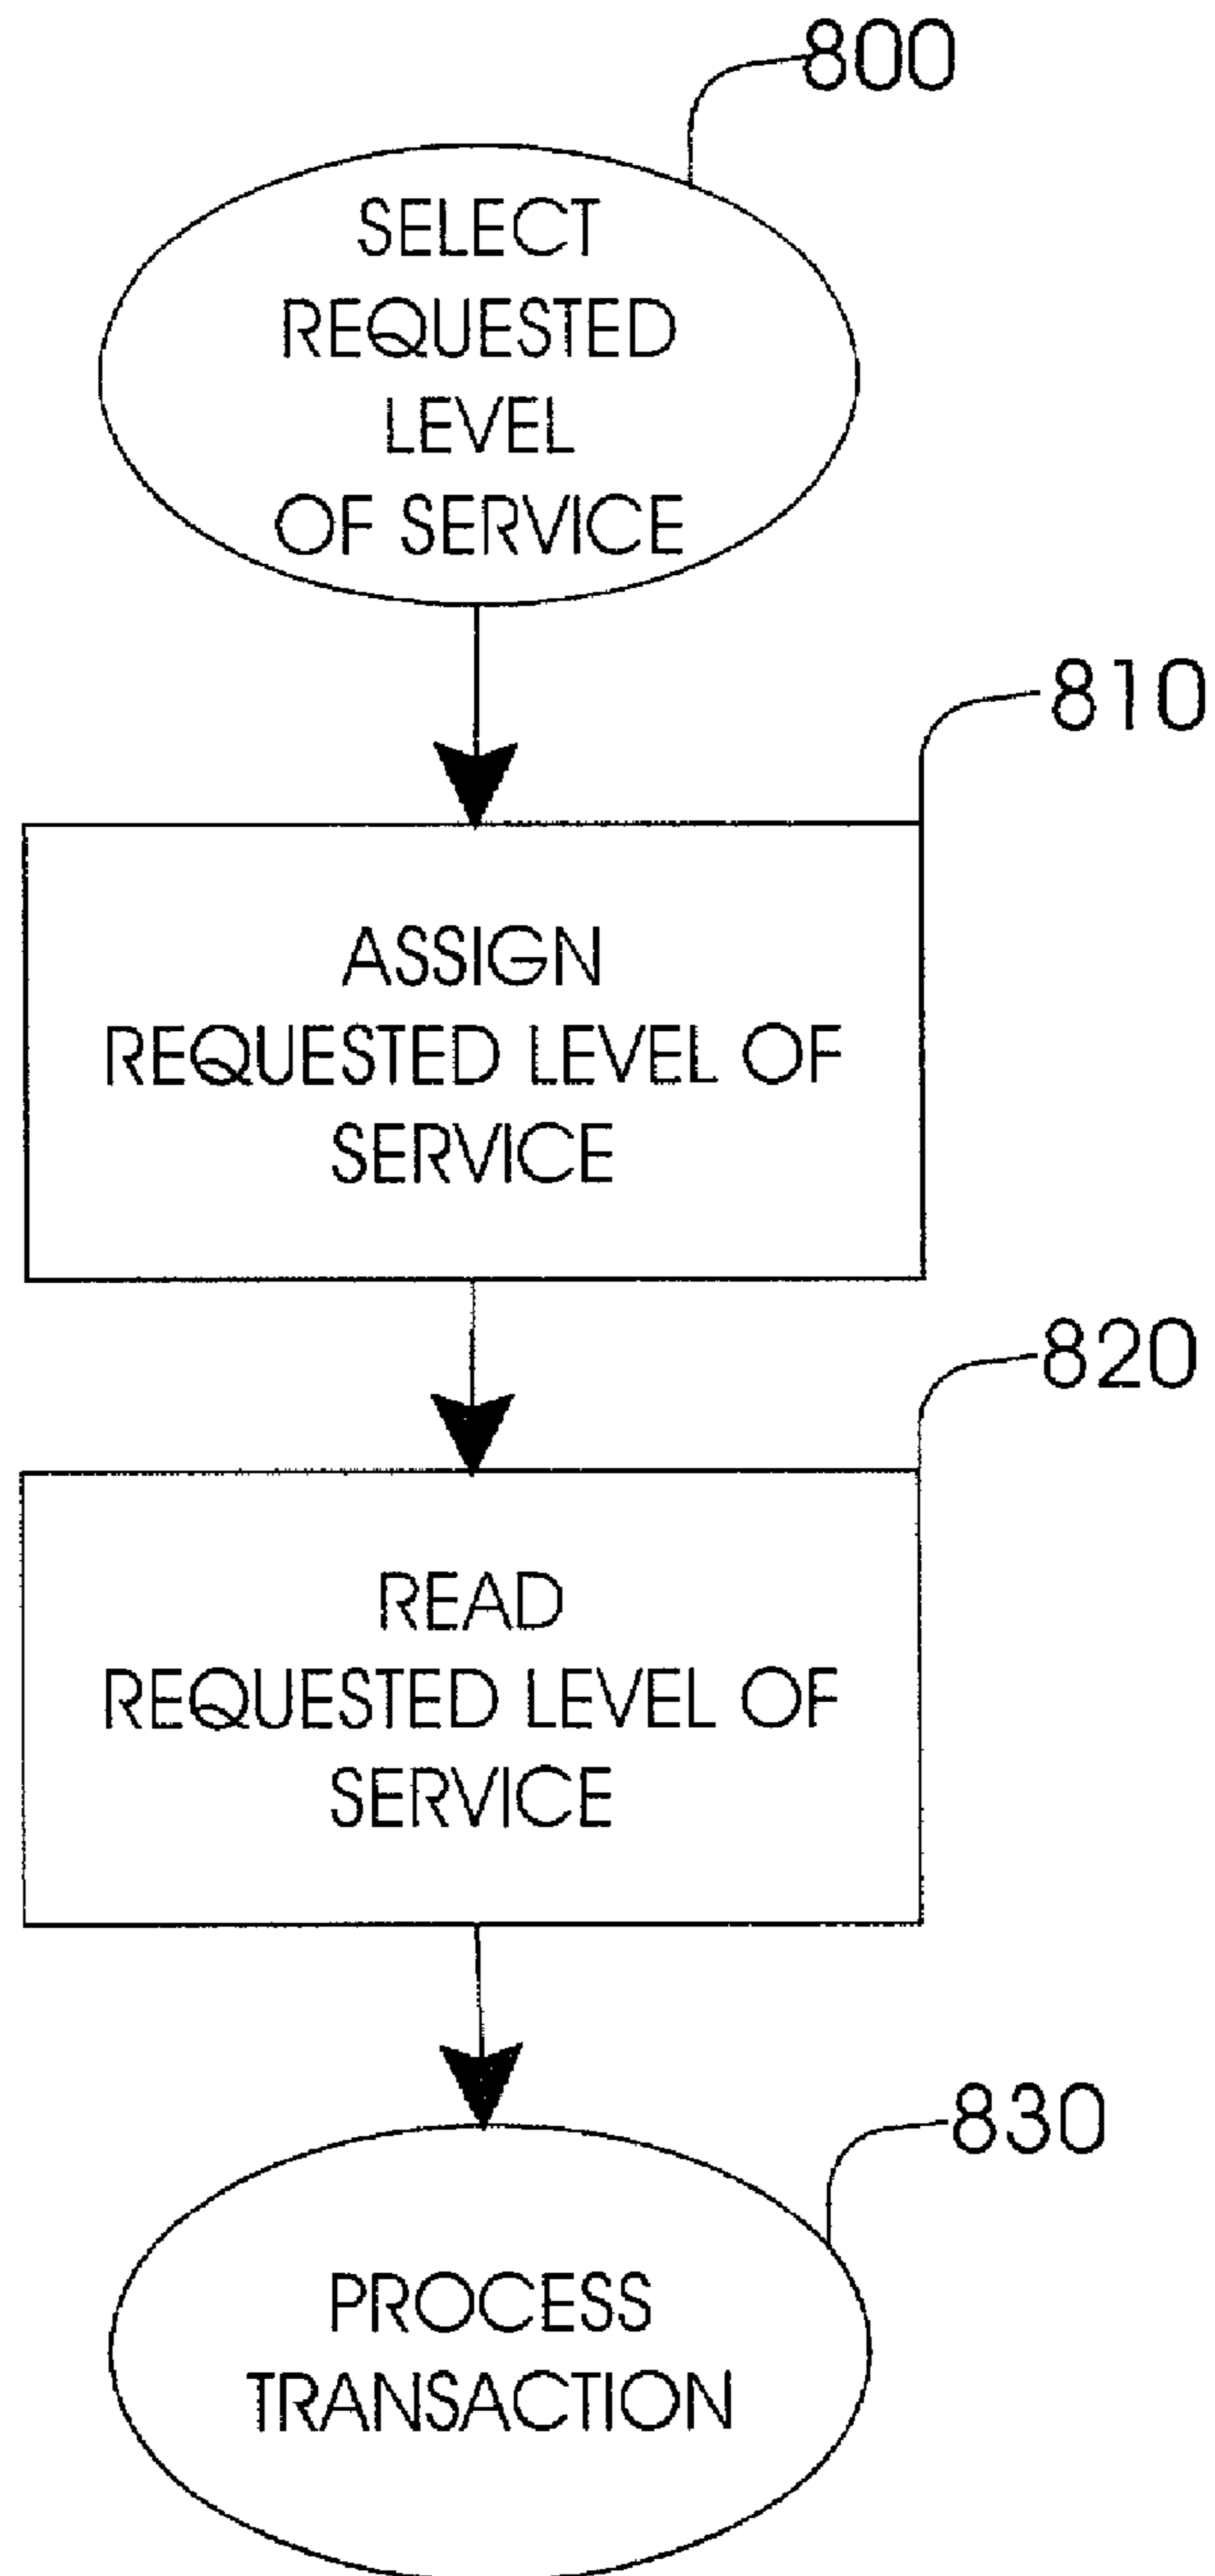 800
SELECT
REQUESTED
LEVEL
OF SERVICE
810
ASSIGN
REQUESTED LEVEL OF
SERVICE
820
READ
REQUESTED LEVEL OF
SERVICE
830
PROCESS
TRANSACTION